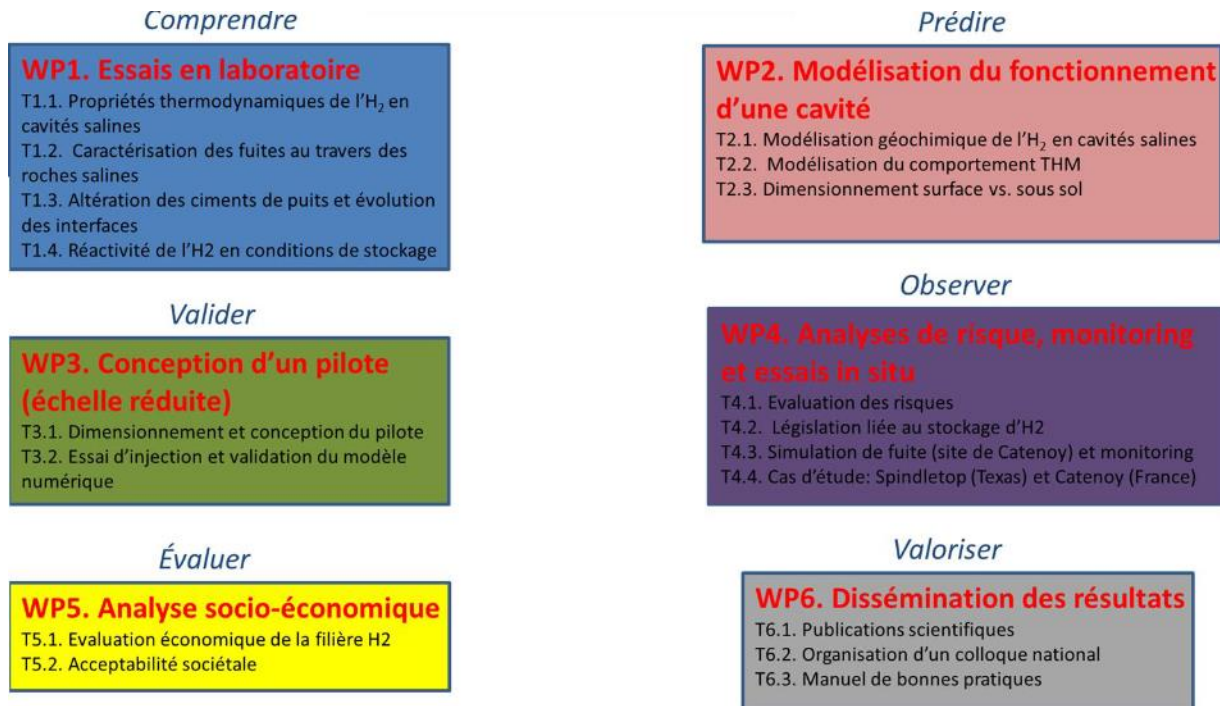 Comprendre
WP1. Essais en laboratoire
T1.1. Propriétés thermodynamiques de l’H₂ en
cavités salines
T1.2. Caractérisation des fuites au travers des
roches salines
T1.3. Altération des ciments de puits et évolution
des interfaces
T1.4. Réactivité de l’H2 en conditions de stockage
Prédire
WP2. Modélisation du fonctionnement
d’une cavité
T2.1. Modélisation géochimique de l’H₂ en cavités salines
T2.2. Modélisation du comportement THM
T2.3. Dimensionnement surface vs. sous sol
Valider
WP3. Conception d’un pilote
(échelle réduite)
T3.1. Dimensionnement et conception du pilote
T3.2. Essai d’injection et validation du modèle
numérique
Observer
WP4. Analyses de risque, monitoring
et essais in situ
T4.1. Evaluation des risques
T4.2. Législation liée au stockage d’H2
T4.3. Simulation de fuite (site de Catenoy) et monitoring
T4.4. Cas d’étude: Spindletop (Texas) et Catenoy (France)
Évaluer
WP5. Analyse socio-économique
T5.1. Evaluation économique de la filière H2
T5.2. Acceptabilité sociétale
Valoriser
WP6. Dissémination des résultats
T6.1. Publications scientifiques
T6.2. Organisation d’un colloque national
T6.3. Manuel de bonnes pratiques